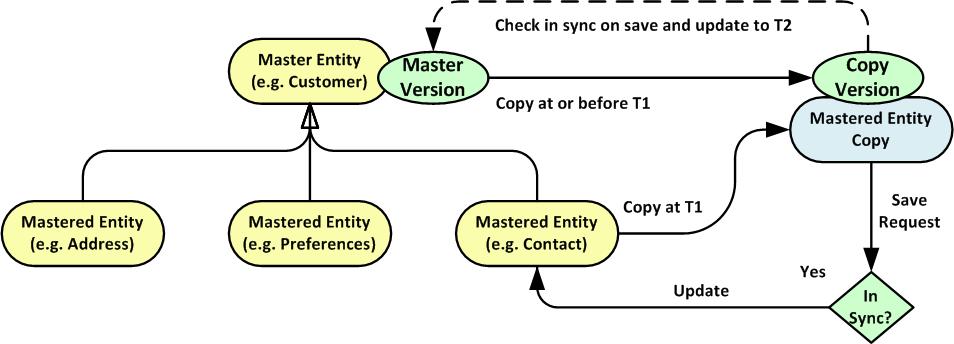 Check in sync on save and update to T2
Master Entity
(e.g. Customer)
Master
Version
Copy
Version
Copy at or before T1
Mastered Entity
Copy
Mastered Entity
(e.g. Address)
Mastered Entity
(e.g. Preferences)
Mastered Entity
(e.g. Contact)
Copy at T1
Save
Request
Yes
Update
In
Sync?